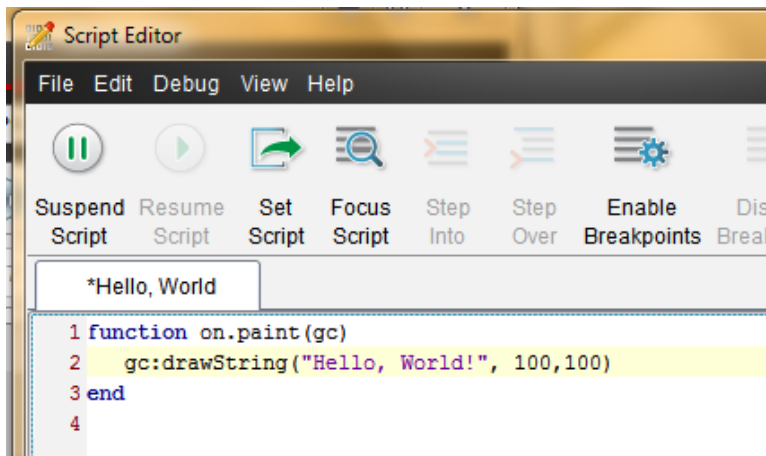 Script Editor
File Edit Debug View Help
Suspend Resume Set Focus Step Step Enable
Script Script Script Script Into Over Breakpoints
*Hello, World
1 function on.paint(gc)
2 gc:drawString("Hello, World!", 100,100)
3 end
4